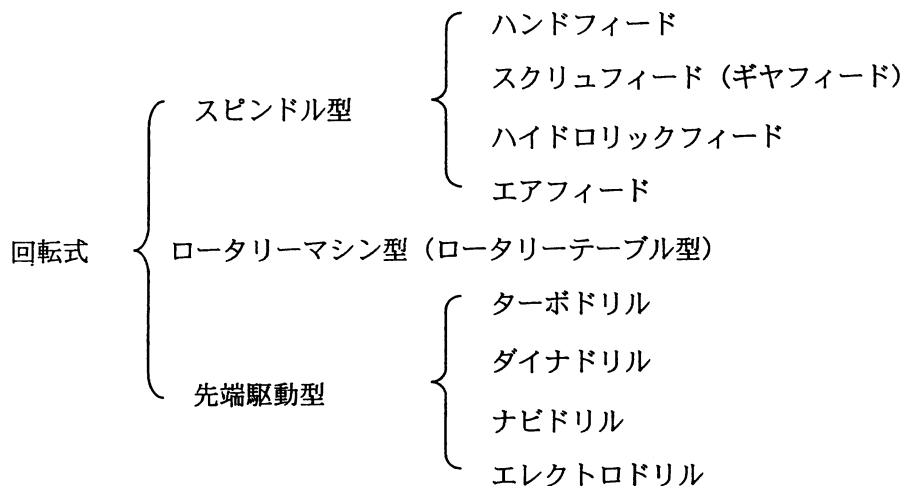 ハンドフィード
スクリュフィード（ギヤフィード）
スピンドル型
ハイドロリックフィード
エアフィード
回転式
ロータリーマシン型（ロータリーテーブル型）
ターボドリル
ダイナドリル
先端駆動型
ナビドリル
エレクトロドリル